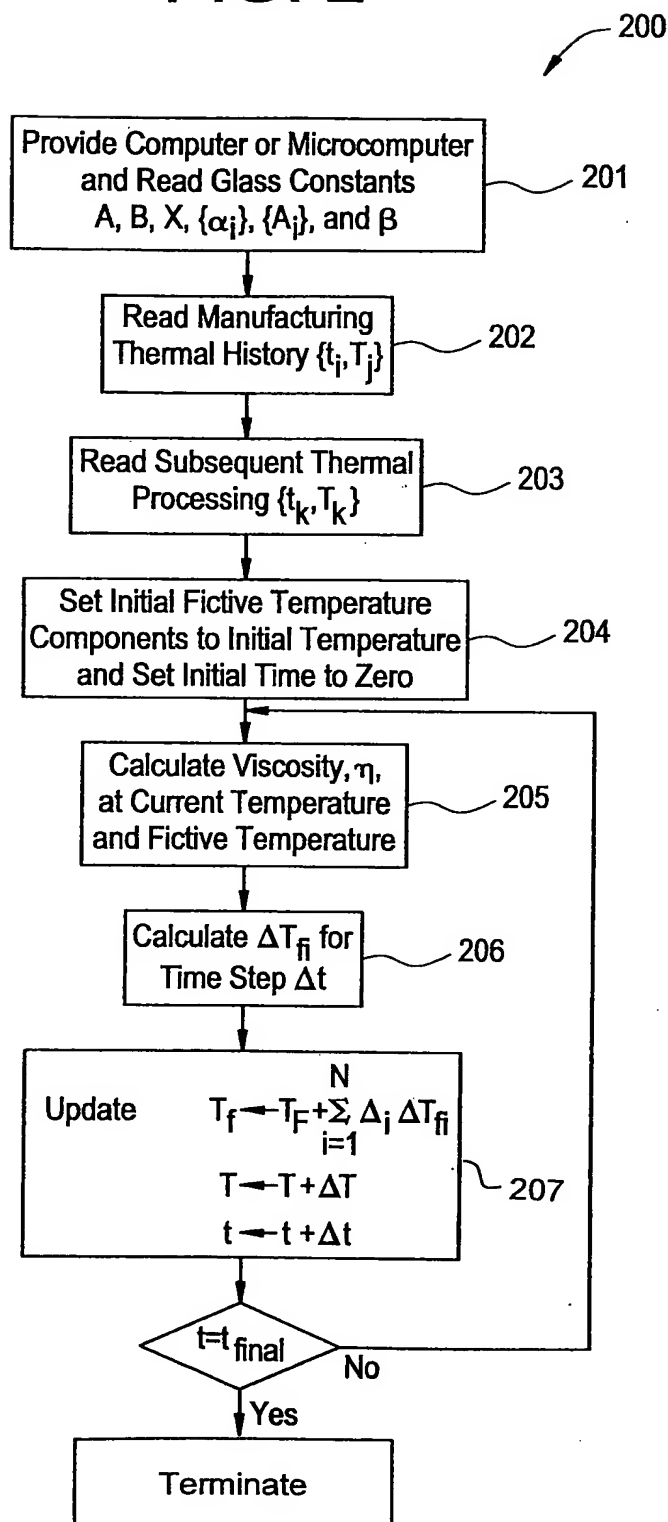 200
Provide Computer or Microcomputer
and Read Glass Constants
A, B, X, {αi}, {Aj}, and β
201
Read Manufacturing
Thermal History {ti,Tj}
202
Read Subsequent Thermal
Processing {tk,Tk}
203
Set Initial Fictive Temperature
Components to Initial Temperature
and Set Initial Time to Zero
204
Calculate Viscosity, η,
at Current Temperature
and Fictive Temperature
205
Calculate ΔTfi for
Time Step Δt
206
N
Update Tf←TF+Σ Δi ΔTfi
i=1
T←T+ΔT
t←t+Δt
207
t=tfinal
No
Yes
Terminate